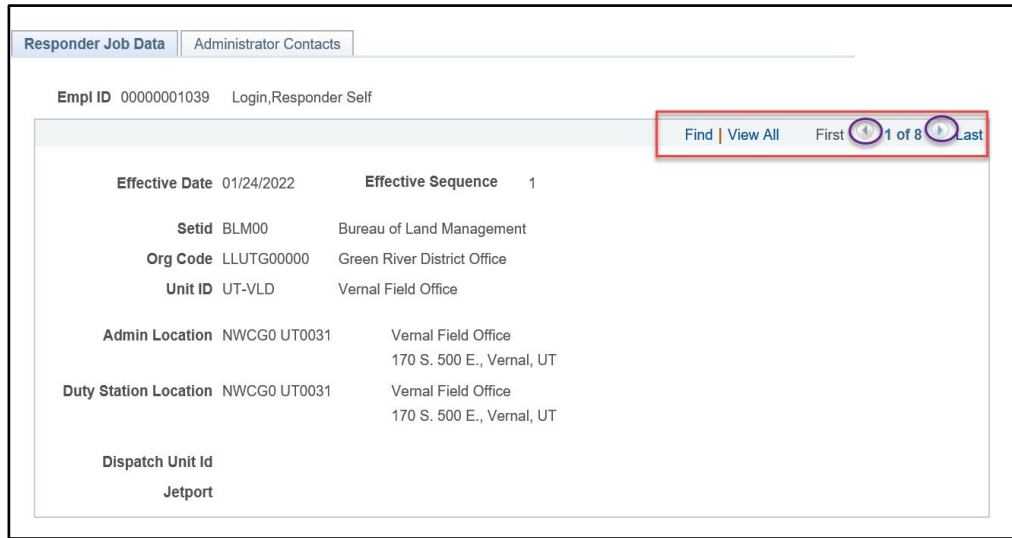 Responder Job Data Administrator Contacts
Empl ID 00000001039 Login,Responder Self
Find | View All First 1 of 8 Last
Effective Date 01/24/2022 Effective Sequence 1
Setid BLM00 Bureau of Land Management
Org Code LLUTG00000 Green River District Office
Unit ID UT-VLD Vernal Field Office
Admin Location NWCG0 UT0031 Vernal Field Office
170 S. 500 E., Vernal, UT
Duty Station Location NWCG0 UT0031 Vernal Field Office
170 S. 500 E., Vernal, UT
Dispatch Unit Id
Jetport